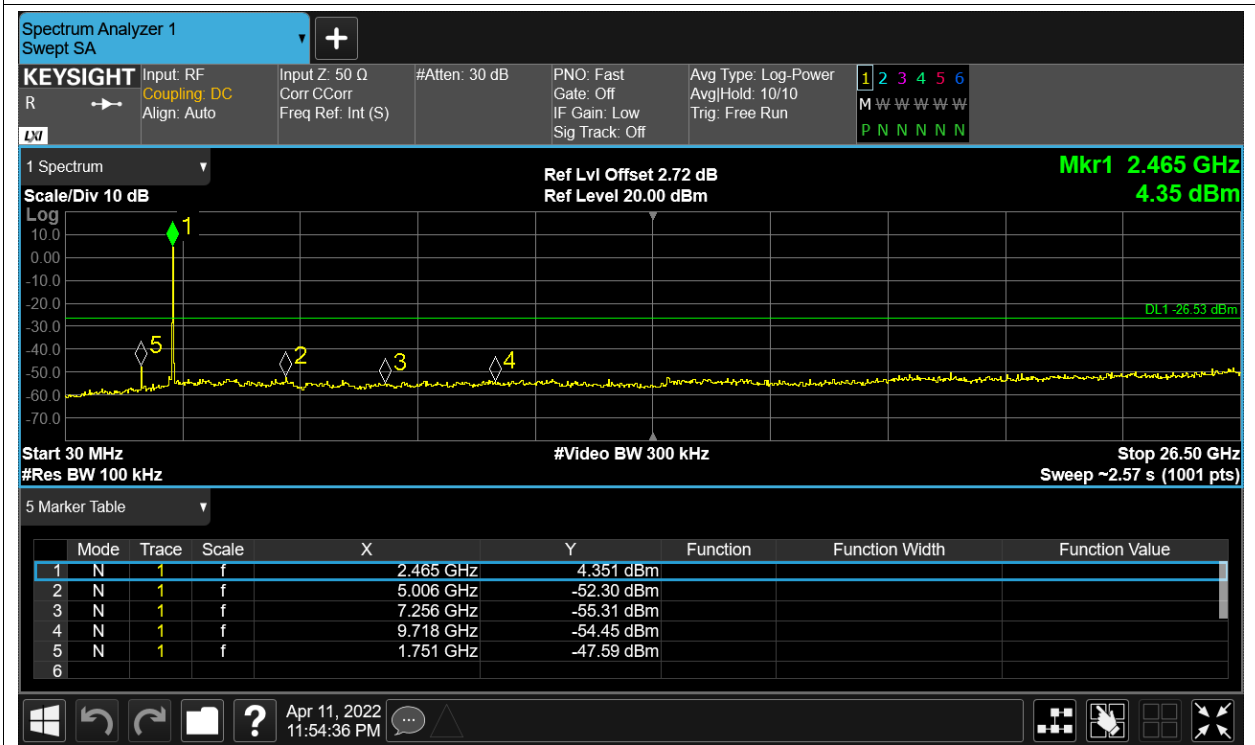 Spectrum Analyzer 1
Swept SA
+
KEYSIGHT Input: RF Input Z: 50 Ω #Atten: 30 dB PNO: Fast Avg Type: Log-Power 1 2 3 4 5 6
R Coupling: DC Corr CCorr Gate: Off Avg|Hold: 10/10 M W W W W W
Align: Auto Freq Ref: Int (S) IF Gain: Low Trig: Free Run
LXI Sig Track: Off P N N N N N
1 Spectrum Ref Lvl Offset 2.72 dB Mkr1 2.465 GHz
Scale/Div 10 dB Ref Level 20.00 dBm 4.35 dBm
Log
1
10.0
0.00
-10.0
-20.0
DL1 -26.53 dBm
-30.0
-40.0 5 2 3 4
-50.0
-60.0
-70.0
Start 30 MHz #Video BW 300 kHz Stop 26.50 GHz
#Res BW 100 kHz Sweep ~2.57 s (1001 pts)
5 Marker Table
Mode Trace Scale X Y Function Function Width Function Value
1 N 1 f 2.465 GHz 4.351 dBm
2 N 1 f 5.006 GHz -52.30 dBm
3 N 1 f 7.256 GHz -55.31 dBm
4 N 1 f 9.718 GHz -54.45 dBm
5 N 1 f 1.751 GHz -47.59 dBm
6
? Apr 11, 2022
11:54:36 PM